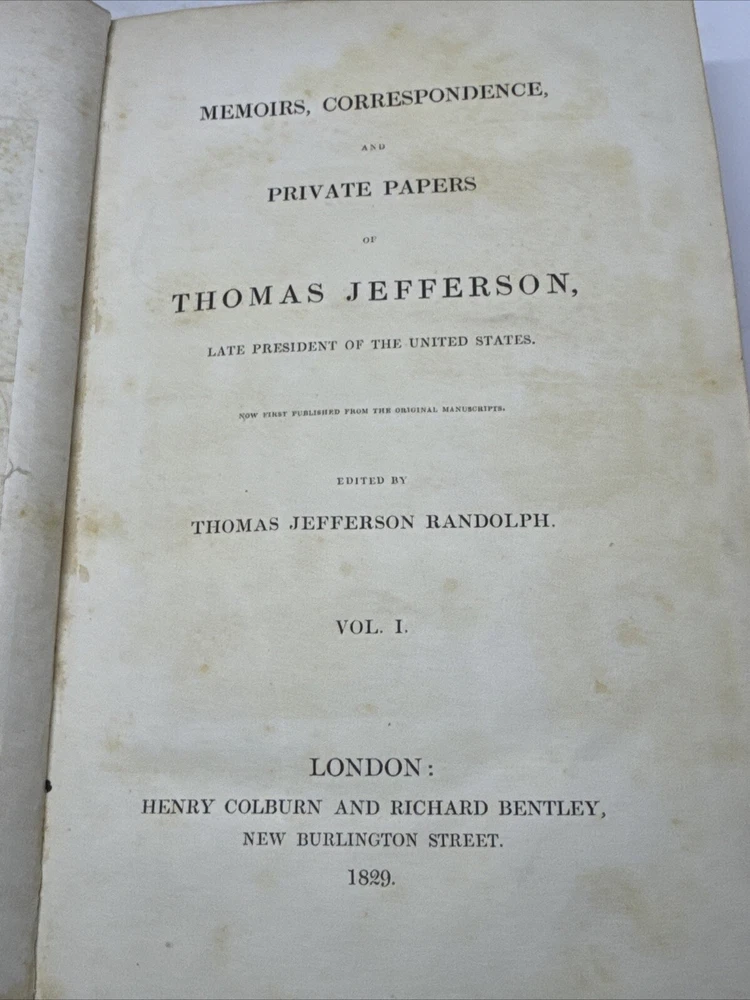 MEMOIRS, CORRESPONDENCE,
AND
PRIVATE PAPERS
OF
THOMAS JEFFERSON,
LATE PRESIDENT OF THE UNITED STATES.
NOW FIRST PUBLISHED FROM THE ORIGINAL MANUSCRIPTS.
EDITED BY
THOMAS JEFFERSON RANDOLPH.
VOL. I.
LONDON:
HENRY COLBURN AND RICHARD BENTLEY,
NEW BURLINGTON STREET.
1829.